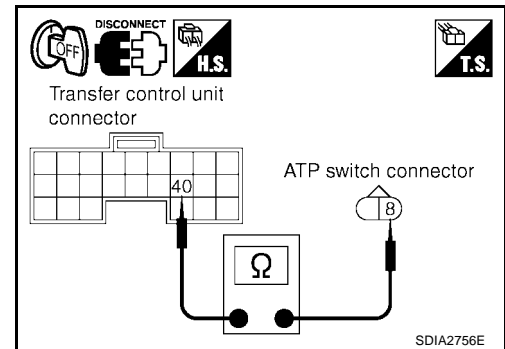 OFF
DISCONNECT
H.S.
T.S.
Transfer control unit
connector
40
ATP switch connector
8
Ω
SDIA2756E